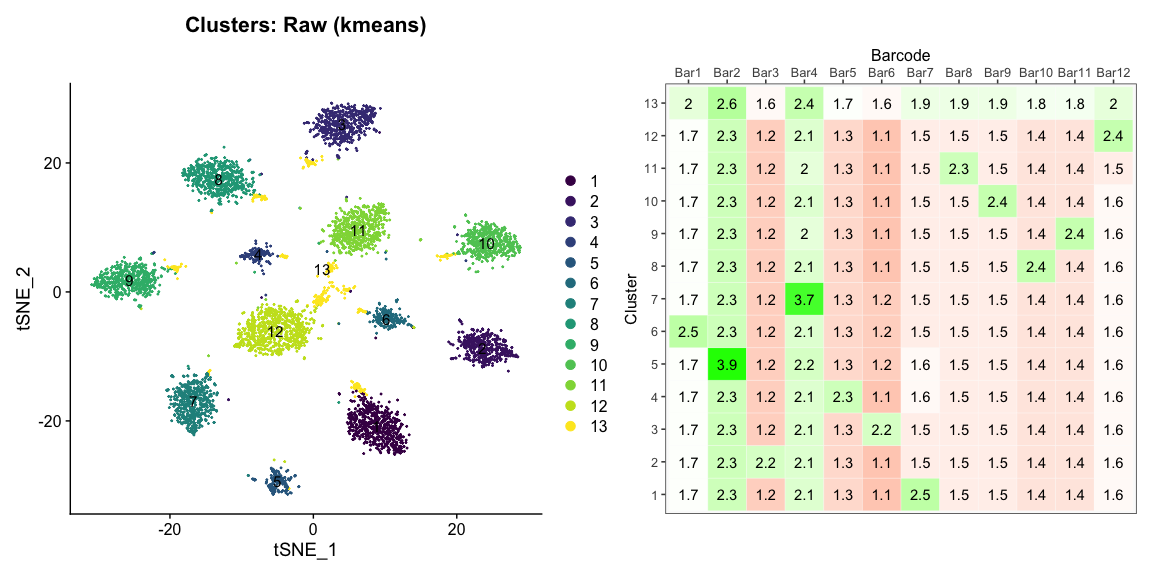 Clusters: Raw (kmeans)
tSNE_2
20
0
-20
-20
0
20
tSNE_1
3
8
11
10
4
13
9
6
12
2
7
1
5
1
2
3
4
5
6
7
8
9
10
11
12
13
Barcode
Bar1 Bar2 Bar3 Bar4 Bar5 Bar6 Bar7 Bar8 Bar9 Bar10 Bar11 Bar12
Cluster
13 2 2.6 1.6 2.4 1.7 1.6 1.9 1.9 1.9 1.8 1.8 2
12 1.7 2.3 1.2 2.1 1.3 1.1 1.5 1.5 1.5 1.4 1.4 2.4
11 1.7 2.3 1.2 2 1.3 1.1 1.5 2.3 1.5 1.4 1.4 1.5
10 1.7 2.3 1.2 2.1 1.3 1.1 1.5 1.5 2.4 1.4 1.4 1.6
9 1.7 2.3 1.2 2 1.3 1.1 1.5 1.5 1.5 1.4 2.4 1.6
8 1.7 2.3 1.2 2.1 1.3 1.1 1.5 1.5 1.5 2.4 1.4 1.6
7 1.7 2.3 1.2 3.7 1.3 1.2 1.5 1.5 1.5 1.4 1.4 1.6
6 2.5 2.3 1.2 2.1 1.3 1.2 1.5 1.5 1.5 1.4 1.4 1.6
5 1.7 3.9 1.2 2.2 1.3 1.2 1.6 1.5 1.5 1.4 1.4 1.6
4 1.7 2.3 1.2 2.1 2.3 1.1 1.6 1.5 1.5 1.4 1.4 1.6
3 1.7 2.3 1.2 2.1 1.3 2.2 1.5 1.5 1.5 1.4 1.4 1.6
2 1.7 2.3 2.2 2.1 1.3 1.1 1.5 1.5 1.5 1.4 1.4 1.6
1 1.7 2.3 1.2 2.1 1.3 1.1 2.5 1.5 1.5 1.4 1.4 1.6